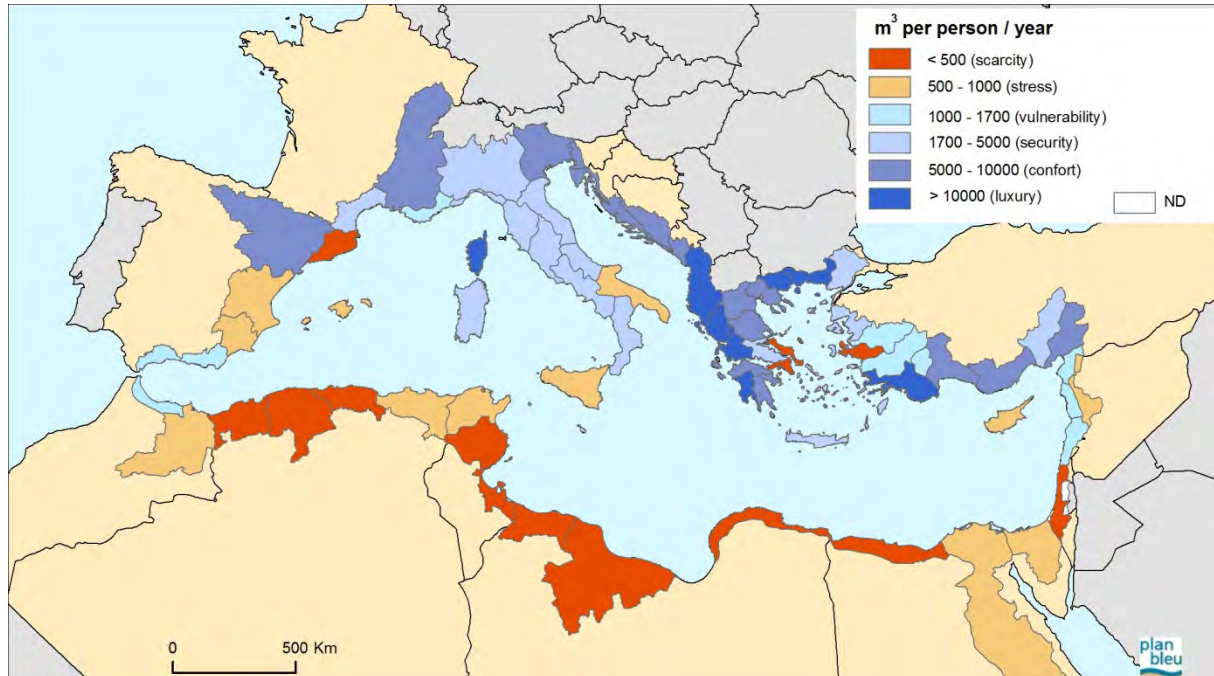 m³ per person / year
< 500 (scarcity)
500 - 1000 (stress)
1000 - 1700 (vulnerability)
1700 - 5000 (security)
5000 - 10000 (confort)
> 10000 (luxury)
ND
0 500 Km
plan
bleu